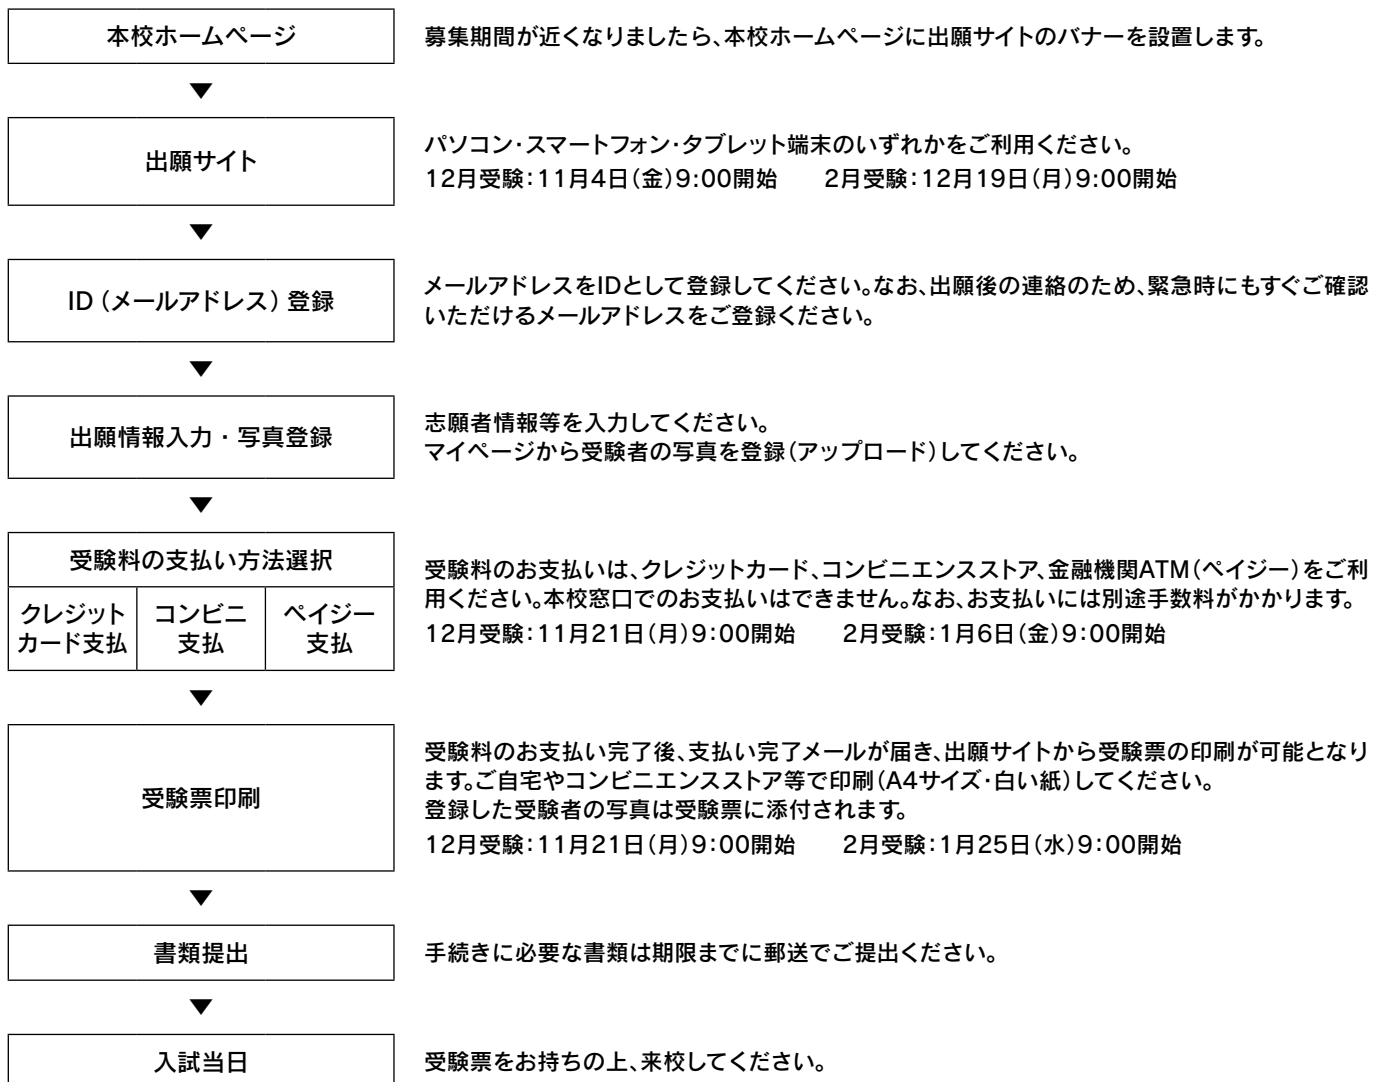 本校ホームページ
募集期間が近くなりましたら、本校ホームページに出願サイトのバナーを設置します。
▼
出願サイト
パソコン・スマートフォン・タブレット端末のいずれかをご利用ください。
12月受験：11月4日（金）9:00開始　　2月受験：12月19日（月）9:00開始
▼
ID（メールアドレス）登録
メールアドレスをIDとして登録してください。なお、出願後の連絡のため、緊急時にもすぐご確認
いただけるメールアドレスをご登録ください。
▼
出願情報入力・写真登録
志願者情報等を入力してください。
マイページから受験者の写真を登録（アップロード）してください。
▼
受験料の支払い方法選択
クレジット
カード支払
コンビニ
支払
ペイジー
支払
受験料のお支払いは、クレジットカード、コンビニエンスストア、金融機関ATM（ペイジー）をご利
用ください。本校窓口でのお支払いはできません。なお、お支払いには別途手数料がかかります。
12月受験：11月21日（月）9：00開始　　2月受験：1月6日（金）9：00開始
▼
受験票印刷
受験料のお支払い完了後、支払い完了メールが届き、出願サイトから受験票の印刷が可能となり
ます。ご自宅やコンビニエンスストア等で印刷（A4サイズ・白い紙）してください。
登録した受験者の写真は受験票に添付されます。
12月受験：11月21日（月）9：00開始　　2月受験：1月25日（水）9：00開始
▼
書類提出
手続きに必要な書類は期限までに郵送でご提出ください。
▼
入試当日
受験票をお持ちの上、来校してください。